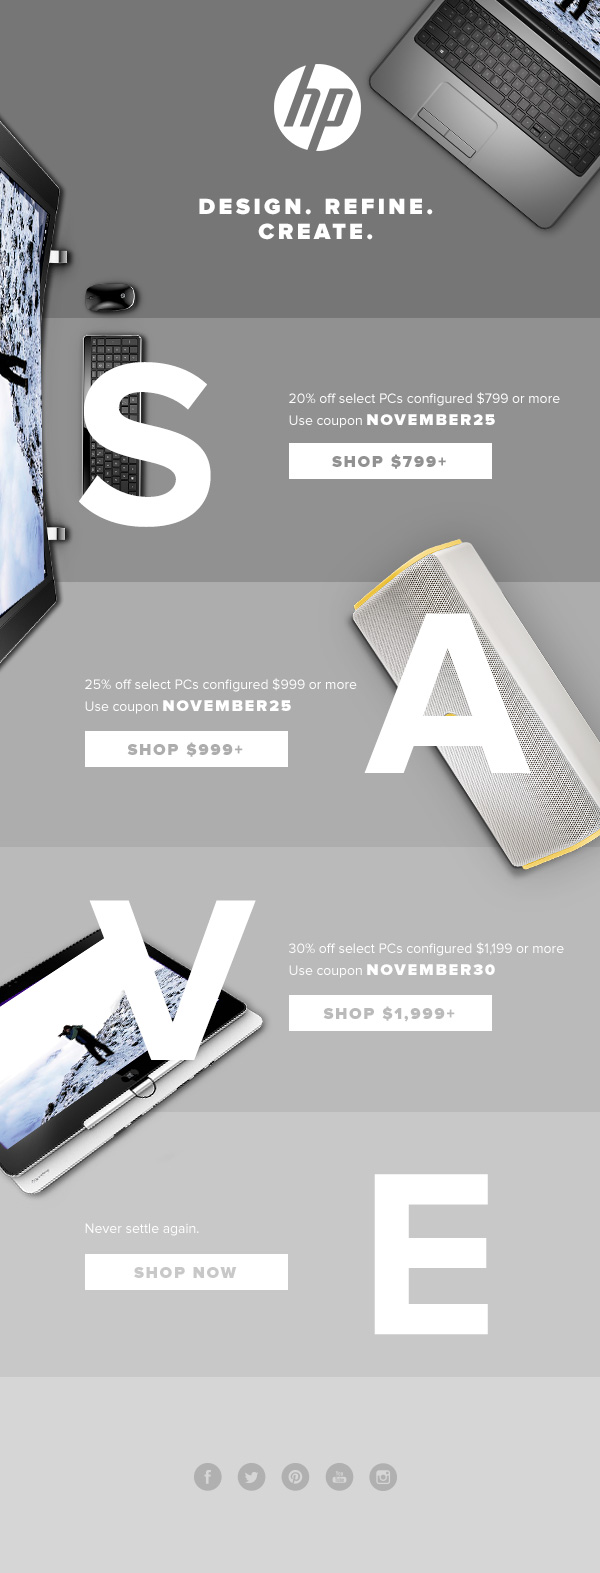 hp
DESIGN. REFINE.
CREATE.
S
20% off select PCs configured $799 or more
Use coupon NOVEMBER25
SHOP $799+
A
25% off select PCs configured $999 or more
Use coupon NOVEMBER25
SHOP $999+
V
30% off select PCs configured $1,199 or more
Use coupon NOVEMBER30
SHOP $1,999+
E
Never settle again.
SHOP NOW